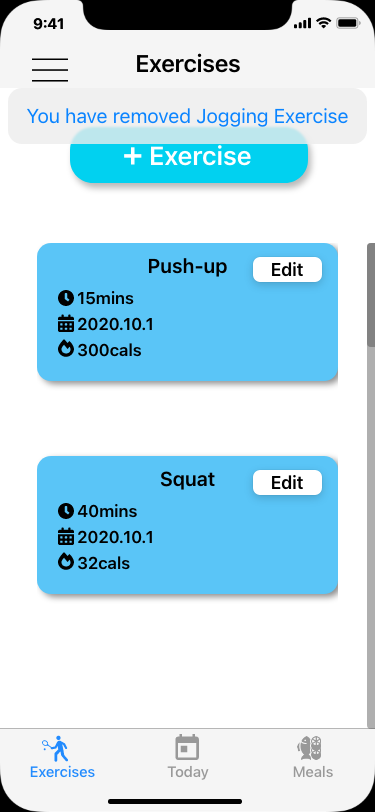 9:41
Exercises
You have removed Jogging Exercise
+ Exercise
Push-up
Edit
15mins
2020.10.1
300cals
Squat
Edit
40mins
2020.10.1
32cals
Exercises
Today
Meals